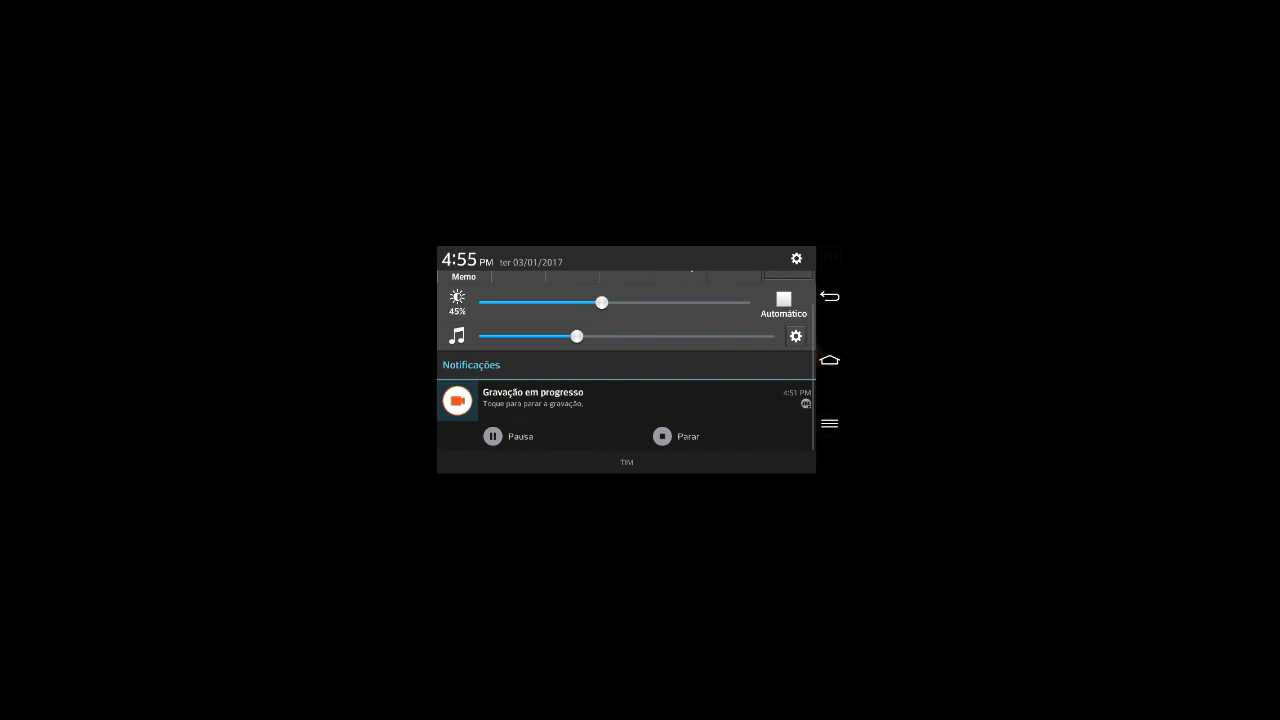 4:55 PM ter 03/01/2017
Memo
45%
Automático
Notificações
Gravação em progresso 4:51 PM
Toque para parar a gravação,
Pausa Parar
TIM